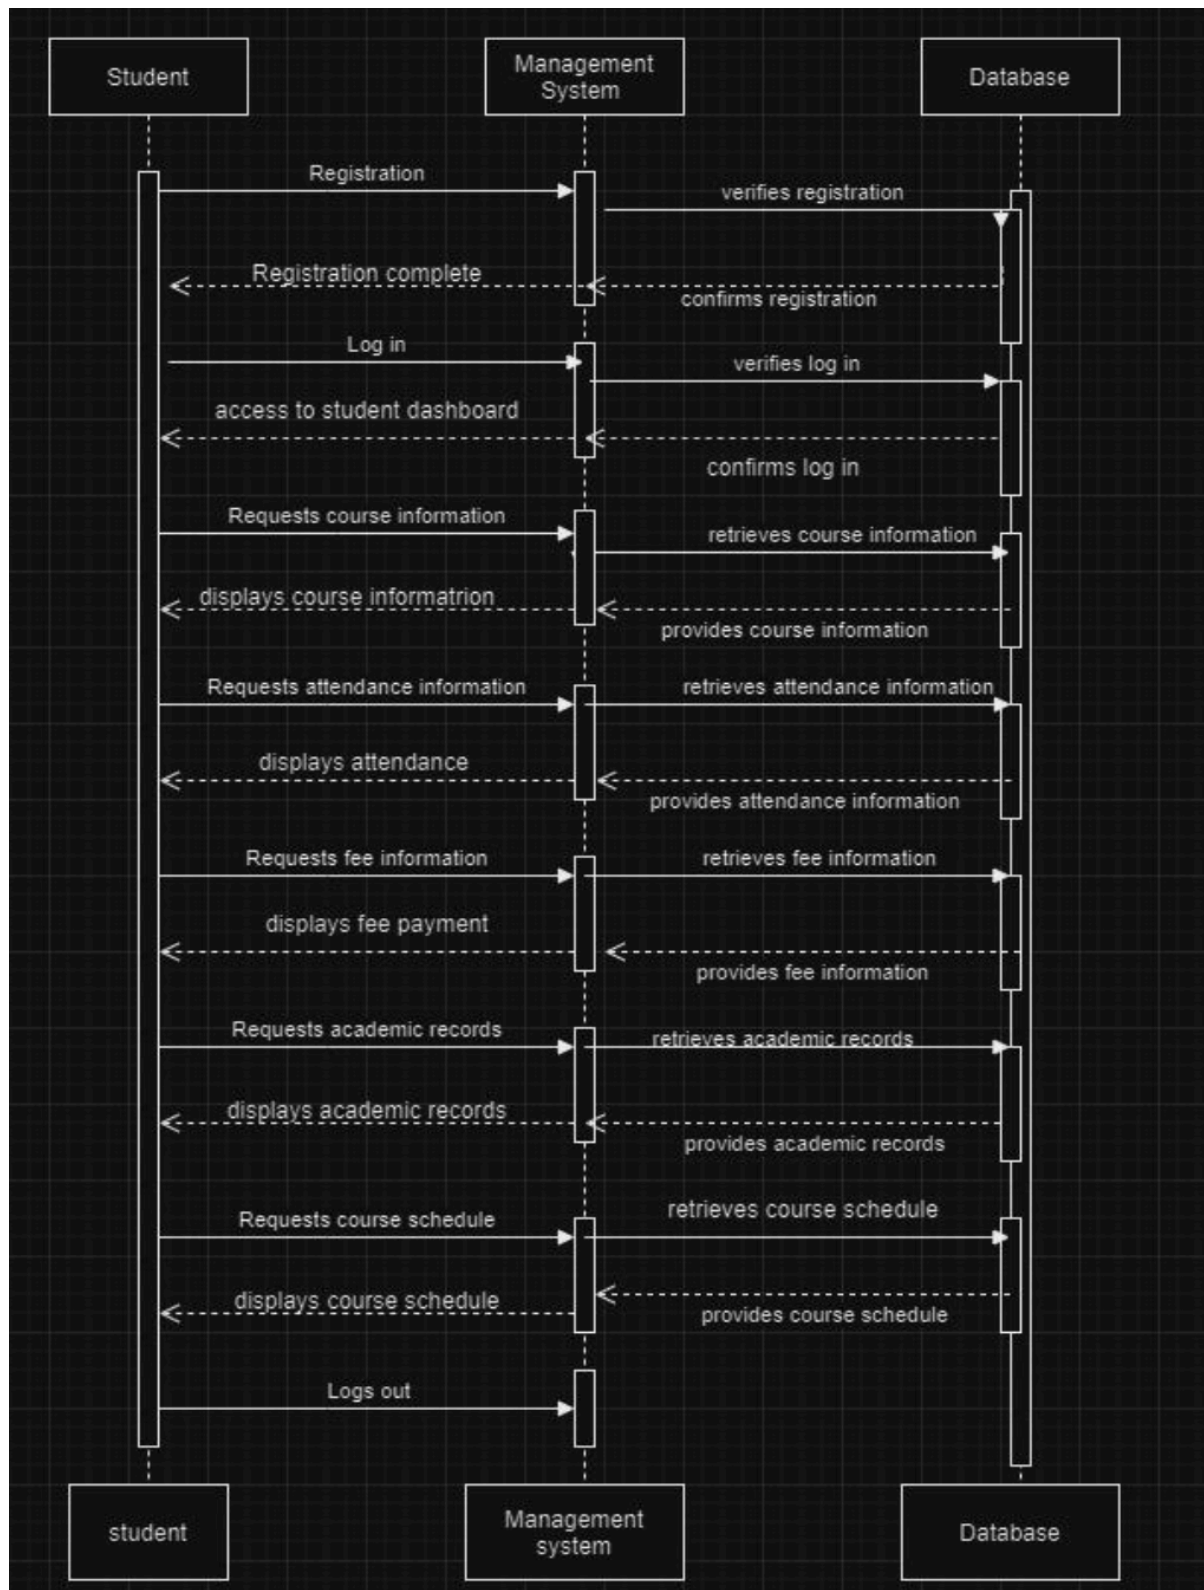 Student
Management
System
Database
Registration
verifies registration
Registration complete
confirms registration
Log in
verifies log in
access to student dashboard
confirms log in
Requests course information
retrieves course information
displays course informatrion
provides course information
Requests attendance information
retrieves attendance information
displays attendance
provides attendance information
Requests fee information
retrieves fee information
displays fee payment
provides fee information
Requests academic records
retrieves academic records
displays academic records
provides academic records
Requests course schedule
retrieves course schedule
displays course schedule
provides course schedule
Logs out
student
Management
system
Database